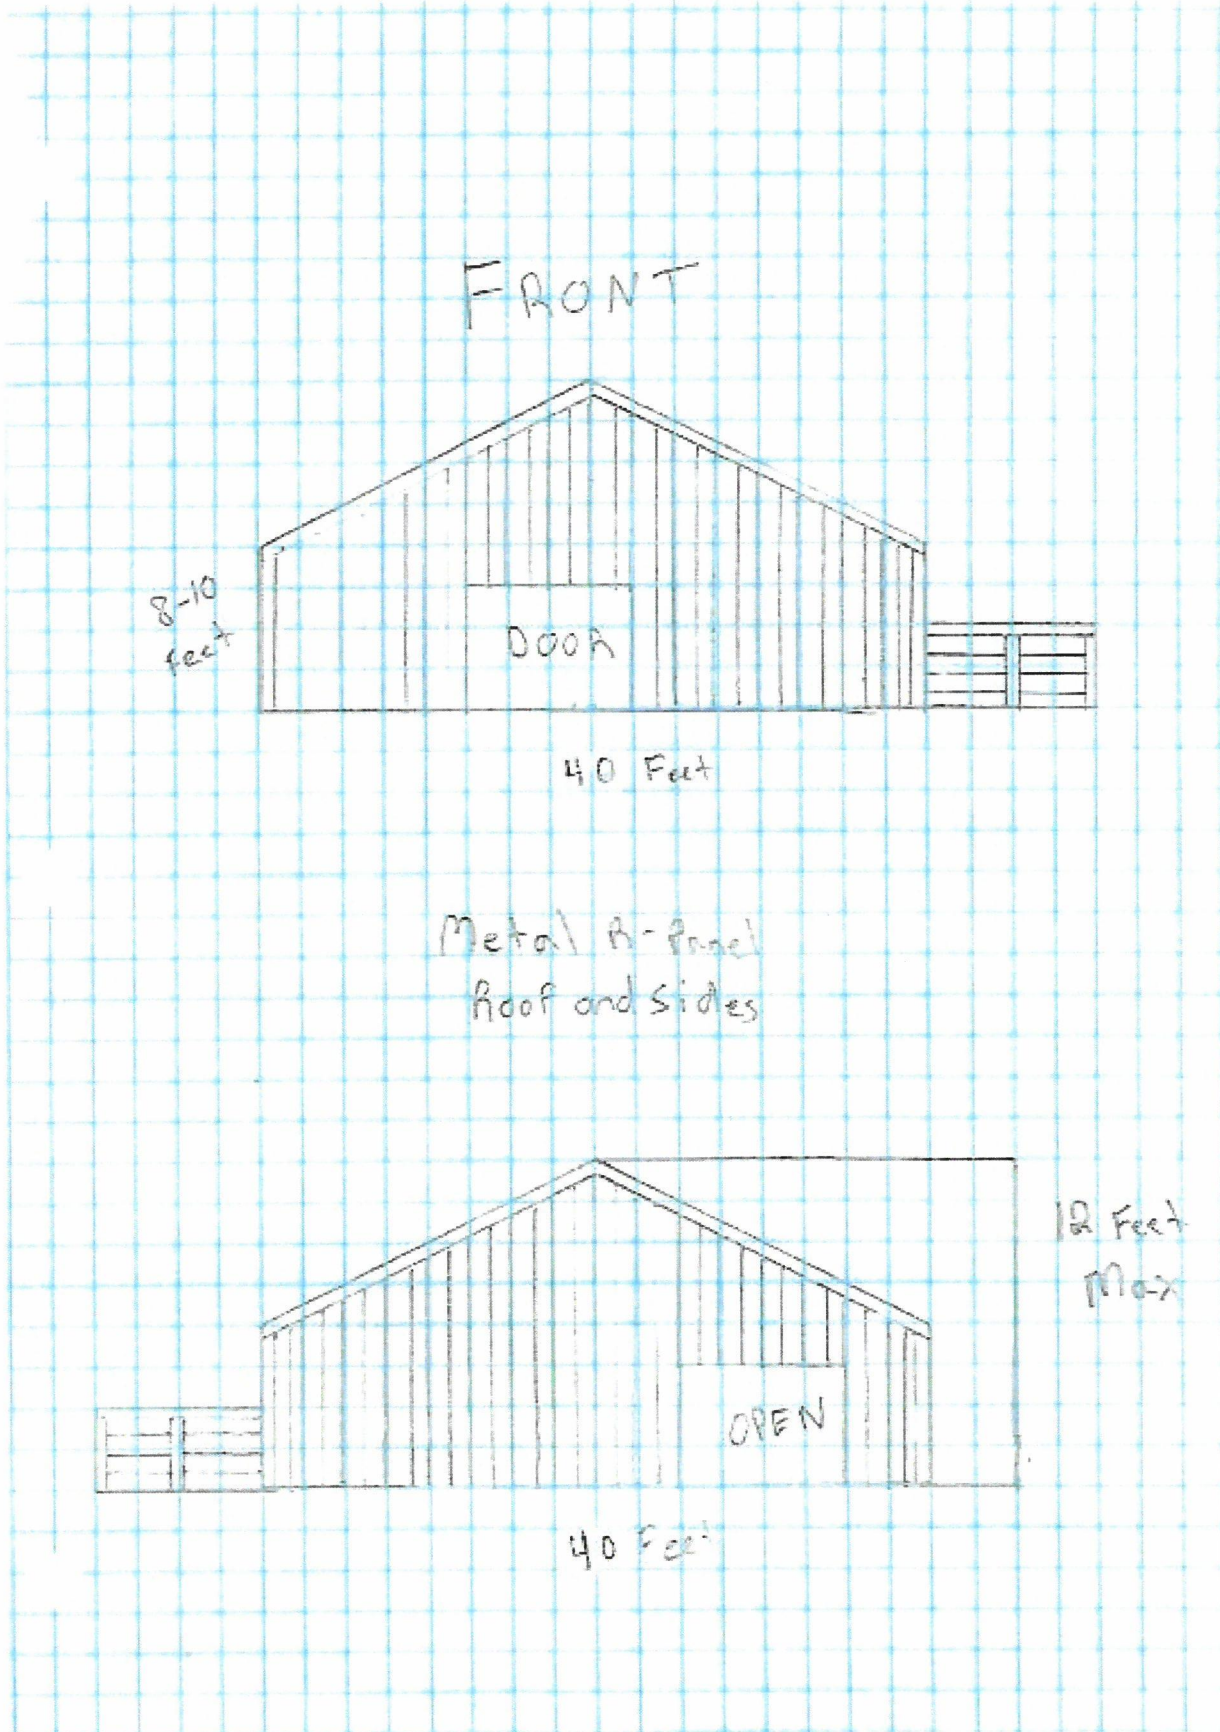 FRONT
8-10
feet
DOOR
40 Feet
Metal R-Panel
Roof and Sides
12 Feet
Max
OPEN
40 Feet